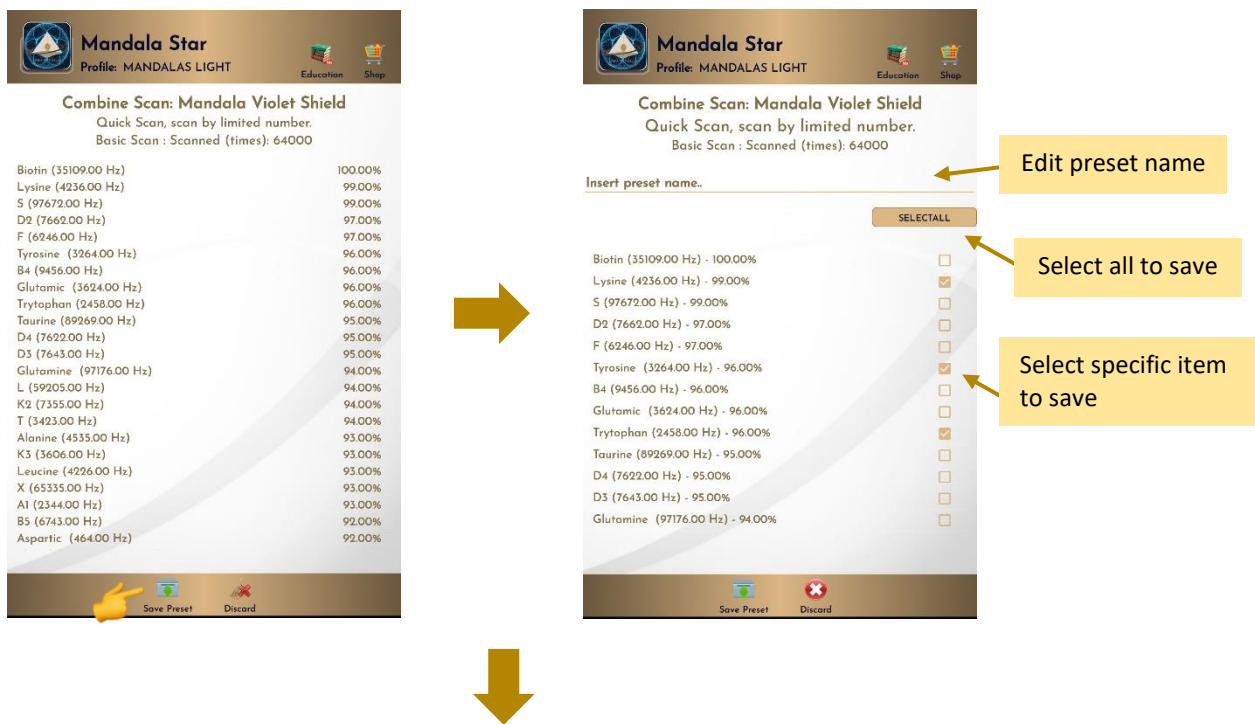 Mandala Star
Profile: MANDALAS LIGHT
Education
Shop
Combine Scan: Mandala Violet Shield
Quick Scan, scan by limited number.
Basic Scan : Scanned (times): 64000
Biotin (35109.00 Hz) 100.00%
Lysine (4236.00 Hz) 99.00%
S (97672.00 Hz) 99.00%
D2 (7662.00 Hz) 97.00%
F (6246.00 Hz) 97.00%
Tyrosine (3264.00 Hz) 96.00%
B4 (9456.00 Hz) 96.00%
Glutamic (3624.00 Hz) 96.00%
Trytophan (2458.00 Hz) 96.00%
Taurine (89269.00 Hz) 95.00%
D4 (7622.00 Hz) 95.00%
D3 (7643.00 Hz) 95.00%
Glutamine (97176.00 Hz) 94.00%
L (59205.00 Hz) 94.00%
K2 (7355.00 Hz) 94.00%
T (3423.00 Hz) 94.00%
Alanine (4535.00 Hz) 93.00%
K3 (3606.00 Hz) 93.00%
Leucine (4226.00 Hz) 93.00%
X (65335.00 Hz) 93.00%
A1 (2344.00 Hz) 93.00%
B5 (6743.00 Hz) 92.00%
Aspartic (464.00 Hz) 92.00%
Save Preset
Discard
Mandala Star
Profile: MANDALAS LIGHT
Education
Shop
Combine Scan: Mandala Violet Shield
Quick Scan, scan by limited number.
Basic Scan : Scanned (times): 64000
Insert preset name..
SELECTALL
Biotin (35109.00 Hz) - 100.00%
Lysine (4236.00 Hz) - 99.00%
S (97672.00 Hz) - 99.00%
D2 (7662.00 Hz) - 97.00%
F (6246.00 Hz) - 97.00%
Tyrosine (3264.00 Hz) - 96.00%
B4 (9456.00 Hz) - 96.00%
Glutamic (3624.00 Hz) - 96.00%
Trytophan (2458.00 Hz) - 96.00%
Taurine (89269.00 Hz) - 95.00%
D4 (7622.00 Hz) - 95.00%
D3 (7643.00 Hz) - 95.00%
Glutamine (97176.00 Hz) - 94.00%
Save Preset
Discard
Edit preset name
Select all to save
Select specific item
to save